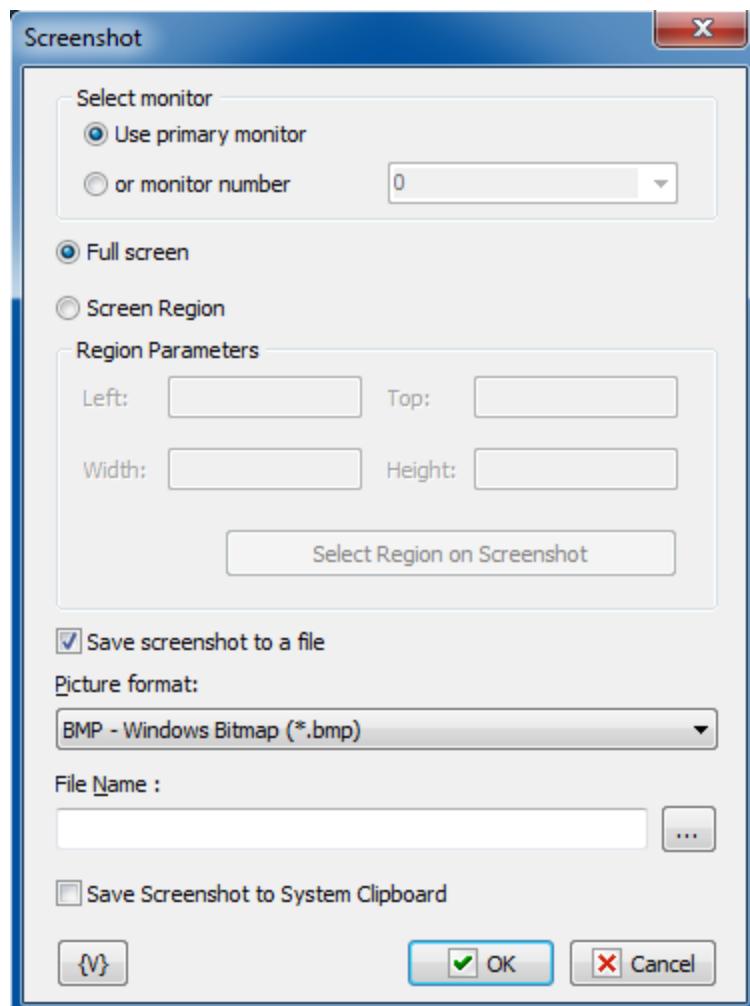 Screenshot
Select monitor
Use primary monitor
or monitor number 0
Full screen
Screen Region
Region Parameters
Left: Top:
Width: Height:
Select Region on Screenshot
Save screenshot to a file
Picture format:
BMP - Windows Bitmap (*.bmp)
File Name :
...
Save Screenshot to System Clipboard
{V} OK Cancel